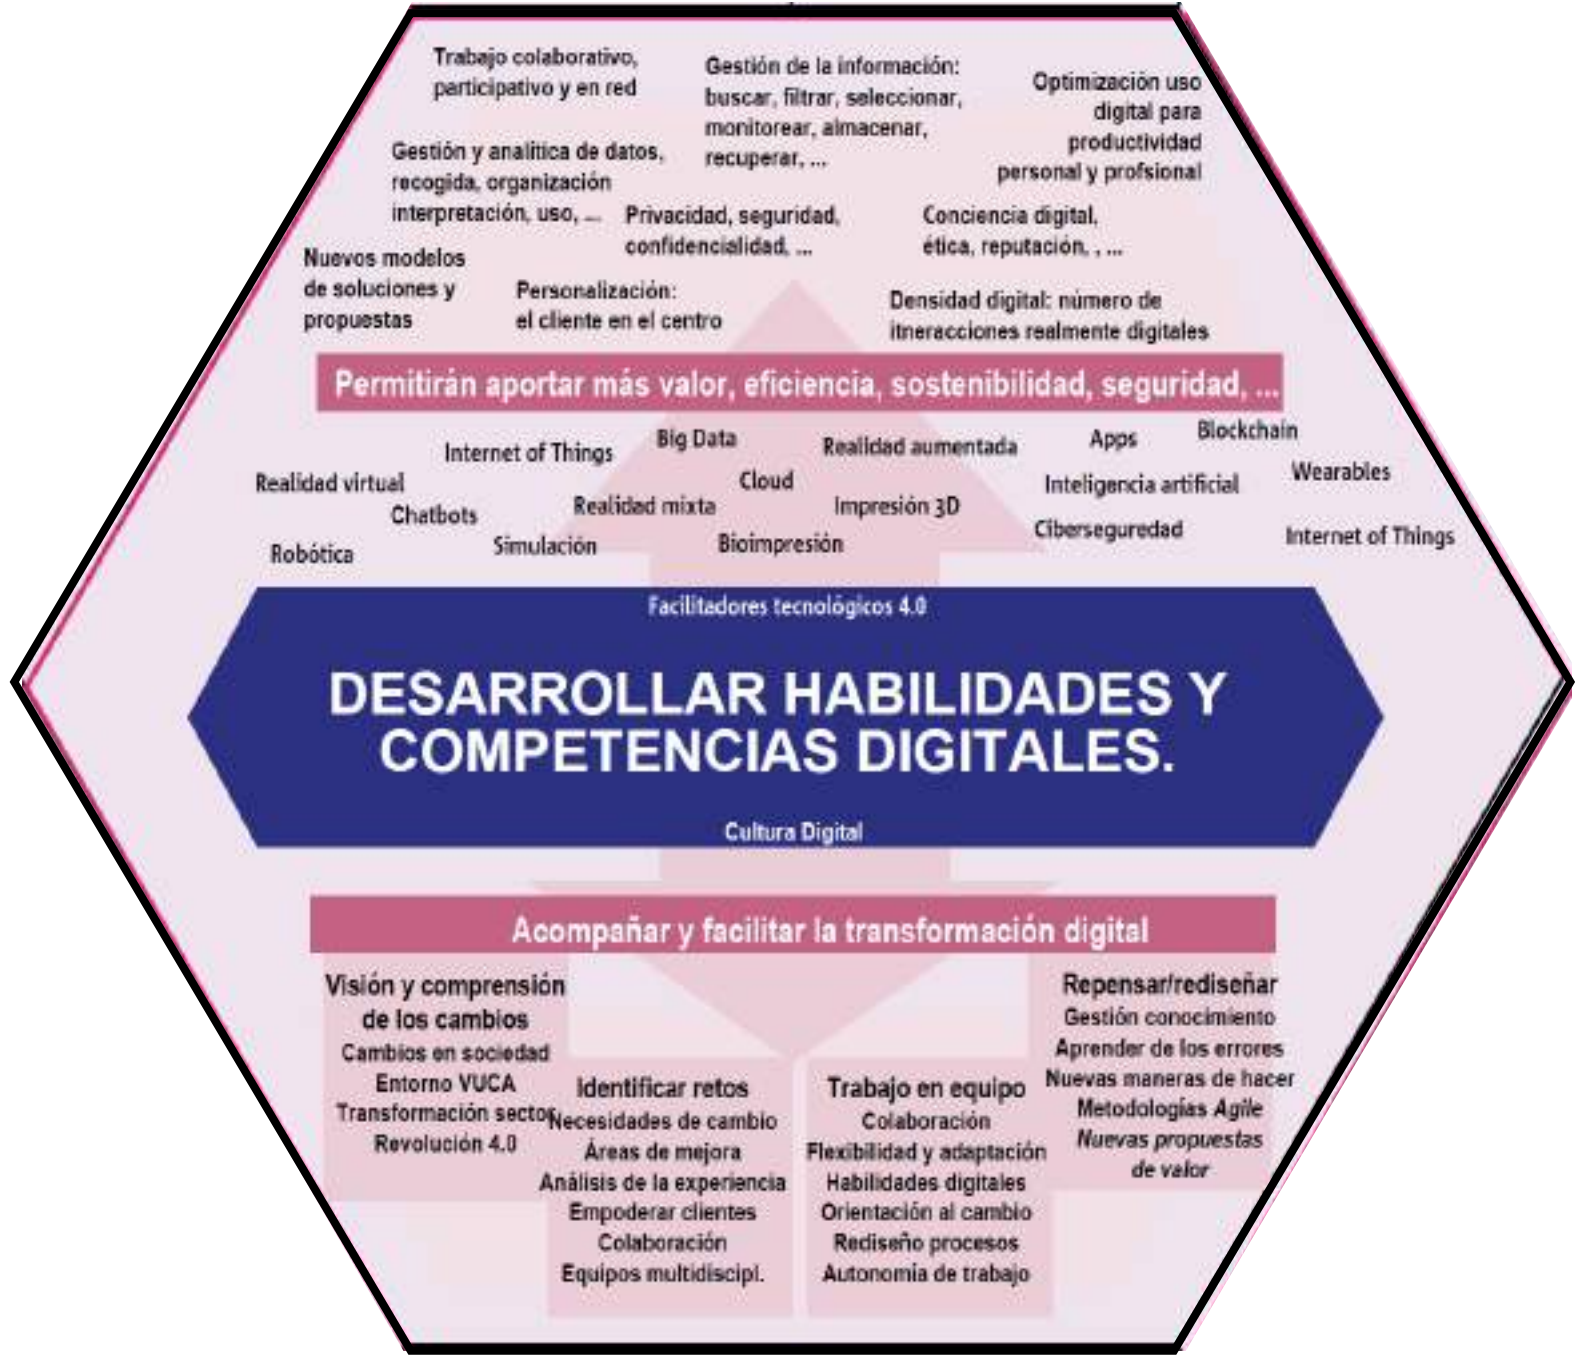 Trabajo colaborativo,
participativo y en red
Gestión de la información:
buscar, filtrar, seleccionar,
monitorear, almacenar,
recuperar, ...
Optimización uso
digital para
productividad
personal y profsional
Gestión y analítica de datos,
recogida, organización
interpretación, uso, ...
Privacidad, seguridad,
confidencialidad, ...
Conciencia digital,
ética, reputación, , ...
Nuevos modelos
de soluciones y
propuestas
Personalización:
el cliente en el centro
Densidad digital: número de
itneracciones realmente digitales
Permitirán aportar más valor, eficiencia, sostenibilidad, seguridad, ...
Internet of Things
Big Data
Realidad aumentada
Apps
Blockchain
Realidad virtual
Cloud
Inteligencia artificial
Wearables
Chatbots
Realidad mixta
Impresión 3D
Ciberseguredad
Robótica
Simulación
Bioimpresión
Internet of Things
Facilitadores tecnológicos 4.0
DESARROLLAR HABILIDADES Y
COMPETENCIAS DIGITALES.
Cultura Digital
Acompañar y facilitar la transformación digital
Visión y comprensión
de los cambios
Cambios en sociedad
Entorno VUCA
Transformación sector
Revolución 4.0
Identificar retos
Necesidades de cambio
Áreas de mejora
Análisis de la experiencia
Empoderar clientes
Colaboración
Equipos multidiscipl.
Trabajo en equipo
Colaboración
Flexibilidad y adaptación
Habilidades digitales
Orientación al cambio
Rediseño procesos
Autonomía de trabajo
Repensar/rediseñar
Gestión conocimiento
Aprender de los errores
Nuevas maneras de hacer
Metodologías Agile
Nuevas propuestas
de valor